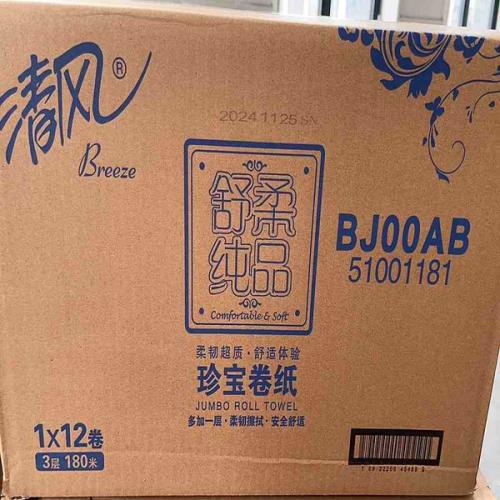 清风®
Breeze
2024 1125 SN
舒柔
纯品
Comfortable & Soft
BJ00AB
51001181
柔韧超质·舒适体验
珍宝卷纸
JUMBO ROLL TOWEL
多加一层·柔韧擦拭·安全舒适
1X12卷
3层 180米